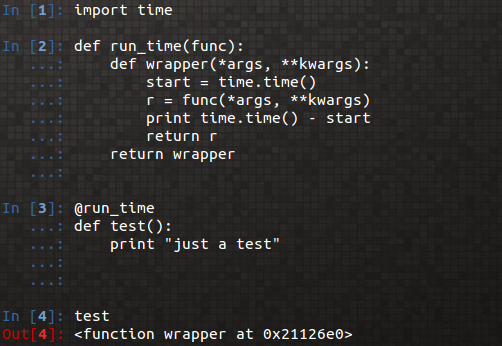 In [1]: import time
In [2]: def run_time(func):
   ...:     def wrapper(*args, **kwargs):
   ...:         start = time.time()
   ...:         r = func(*args, **kwargs)
   ...:         print time.time() - start
   ...:         return r
   ...:     return wrapper
   ...:
In [3]: @run_time
   ...: def test():
   ...:     print "just a test"
   ...:
   ...:
In [4]: test
Out[4]: <function wrapper at 0x21126e0>